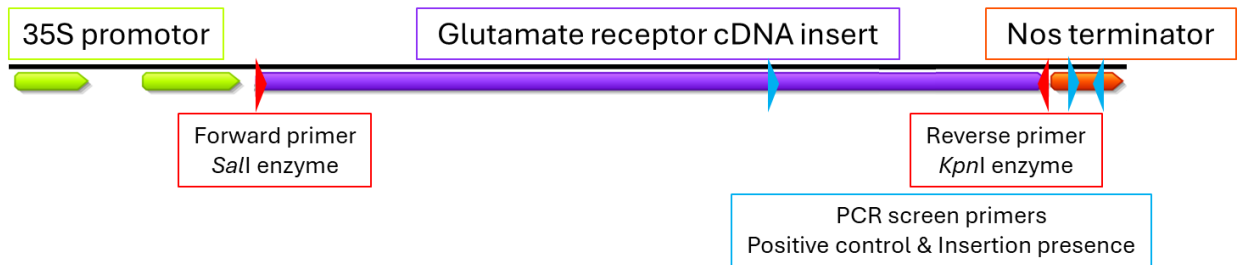 35S promotor
Glutamate receptor cDNA insert
Nos terminator
Forward primer
SalI enzyme
Reverse primer
KpnI enzyme
PCR screen primers
Positive control & Insertion presence